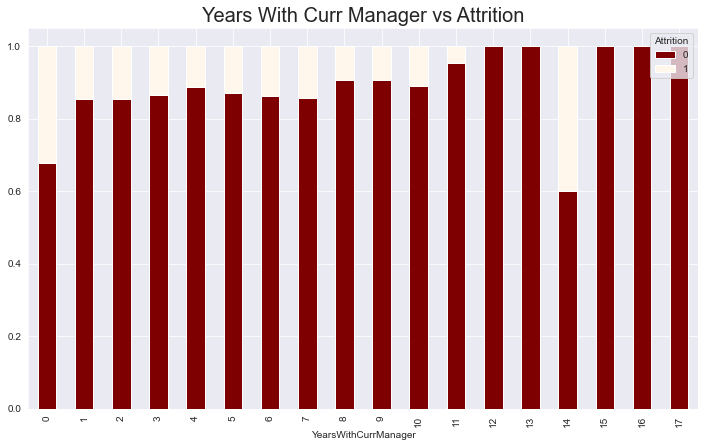 Years With Curr Manager vs Attrition
Attrition
0
1
1.0
0.8
0.6
0.4
0.2
0.0
0 1 2 3 4 5 6 7 8 9 10 11 12 13 14 15 16 17
YearsWithCurrManager